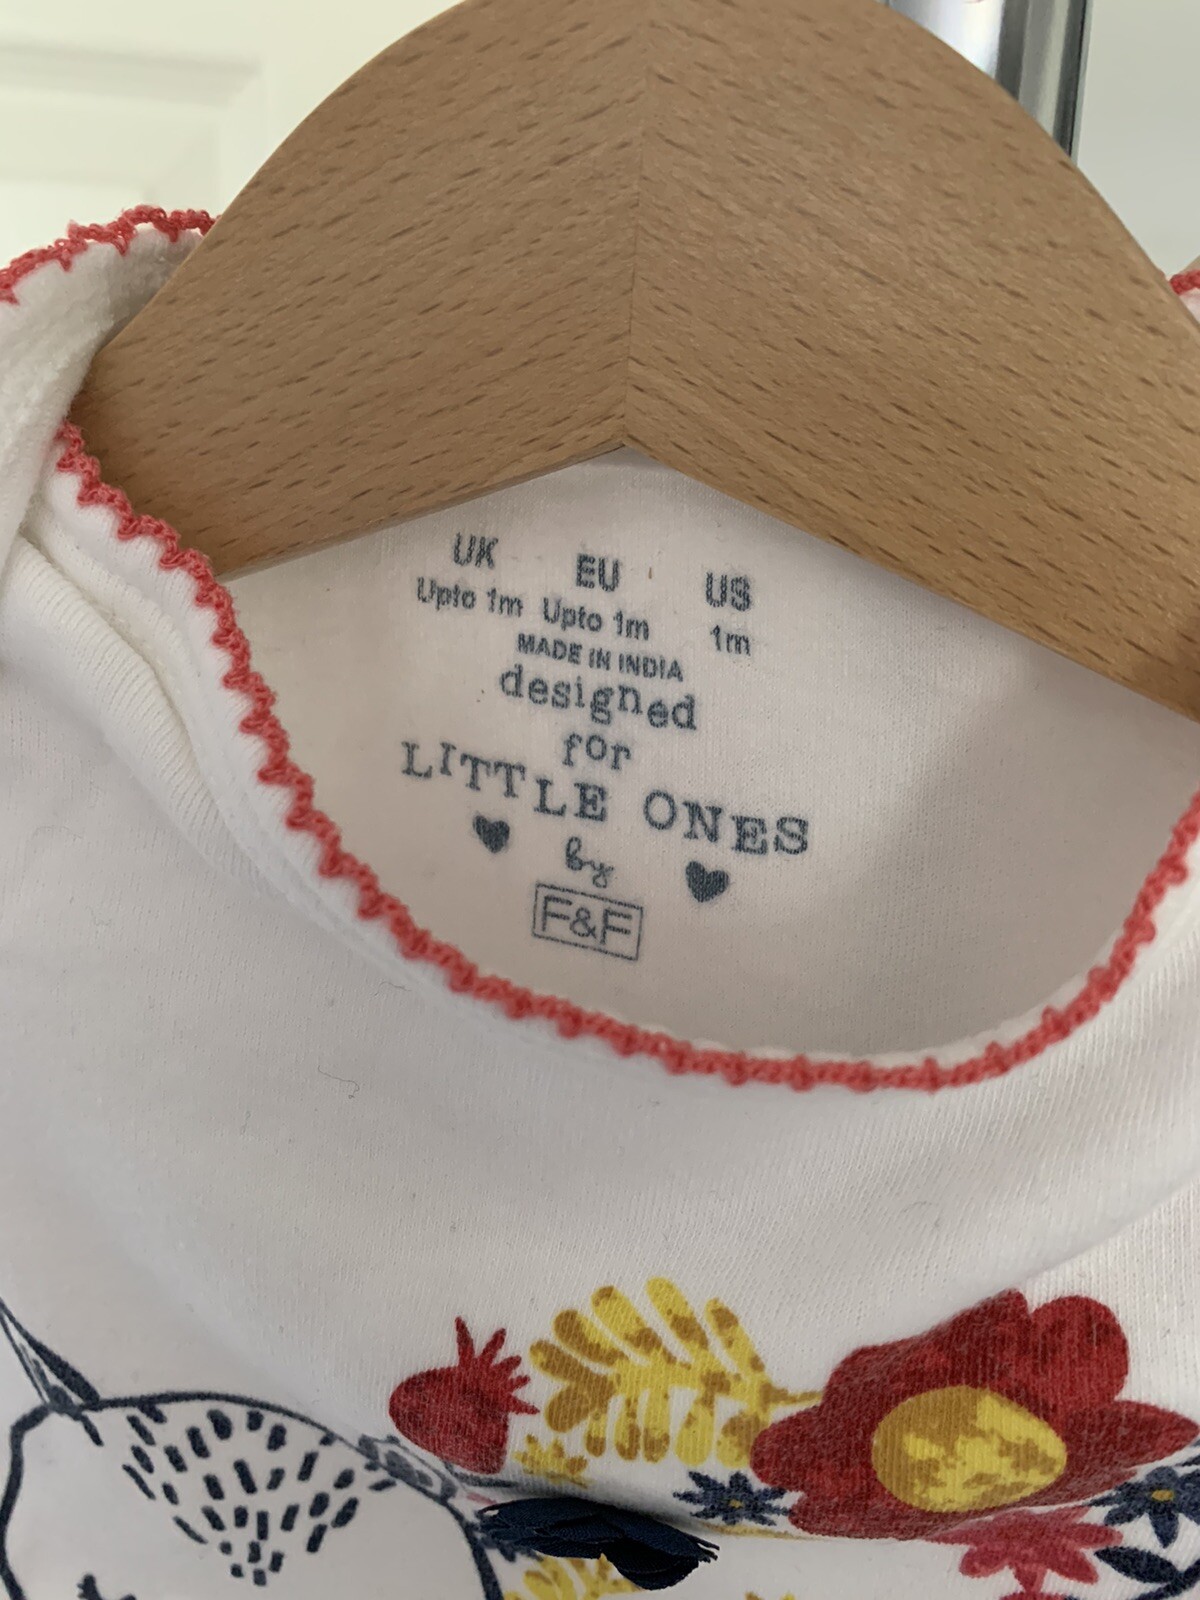 UK EU US
Upto 1m Upto 1m 1m
MADE IN INDIA
designed
for
LITTLE ONES
by
F&F